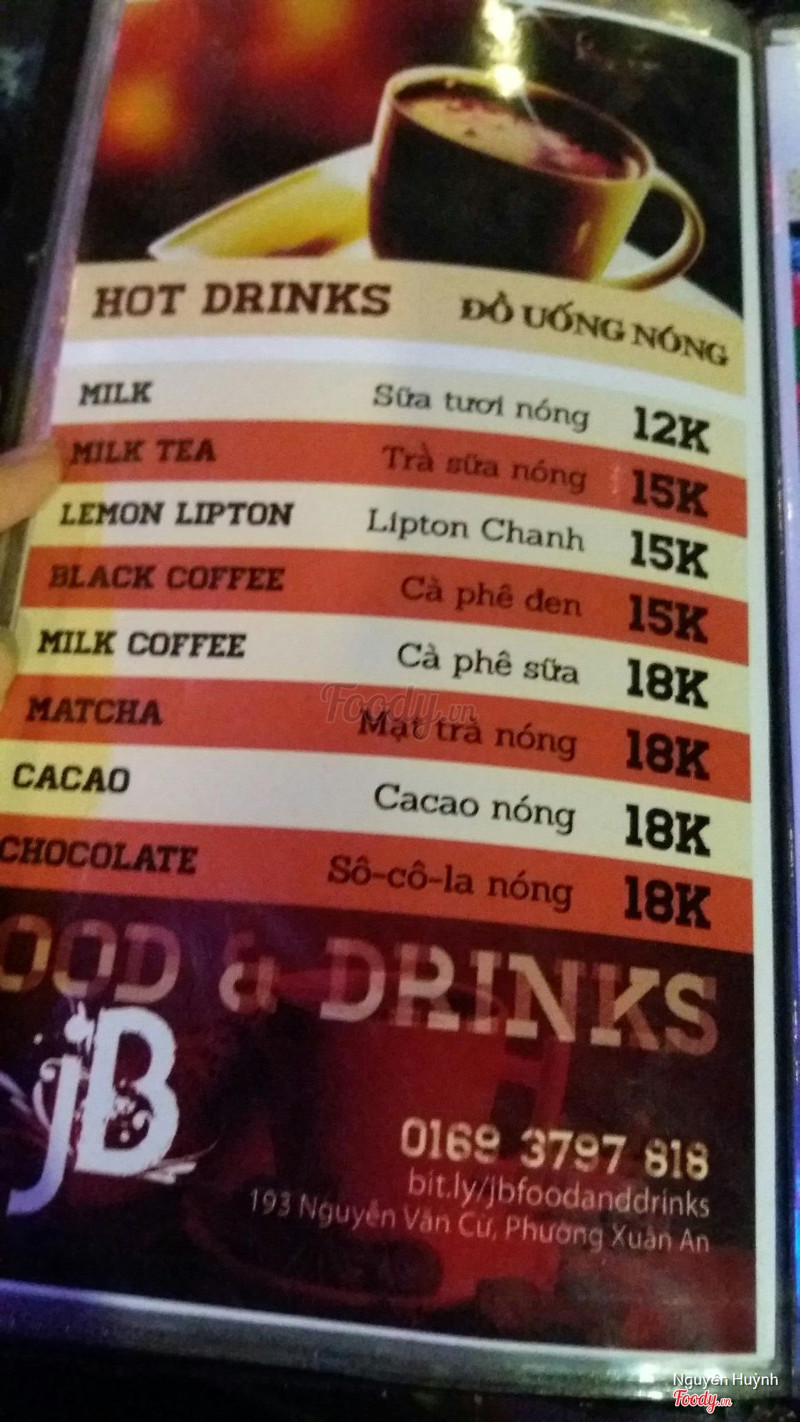 HOT DRINKS ĐỒ UỐNG NÓNG
MILK Sữa tươi nóng 12K
MILK TEA Trà sữa nóng 15K
LEMON LIPTON Lipton Chanh 15K
BLACK COFFEE Cà phê đen 15K
MILK COFFEE Cà phê sữa 18K
MATCHA Mạt trà nóng 18K
Foody.vn
CACAO Cacao nóng 18K
CHOCOLATE Sô-cô-la nóng 18K
OOD & DRINKS
jB
0169 3797 818
bit.ly/jbfoodanddrinks
193 Nguyễn Văn Cừ, Phường Xuân An
Nguyên Huỳnh
Foody.vn